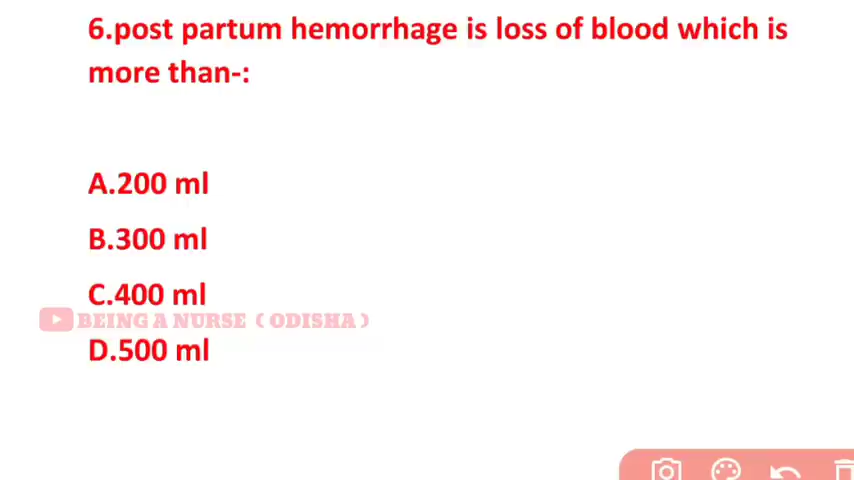 6.post partum hemorrhage is loss of blood which is
more than-:
A.200 ml
B.300 ml
C.400 ml
BEING A NURSE ( ODISHA )
D.500 ml